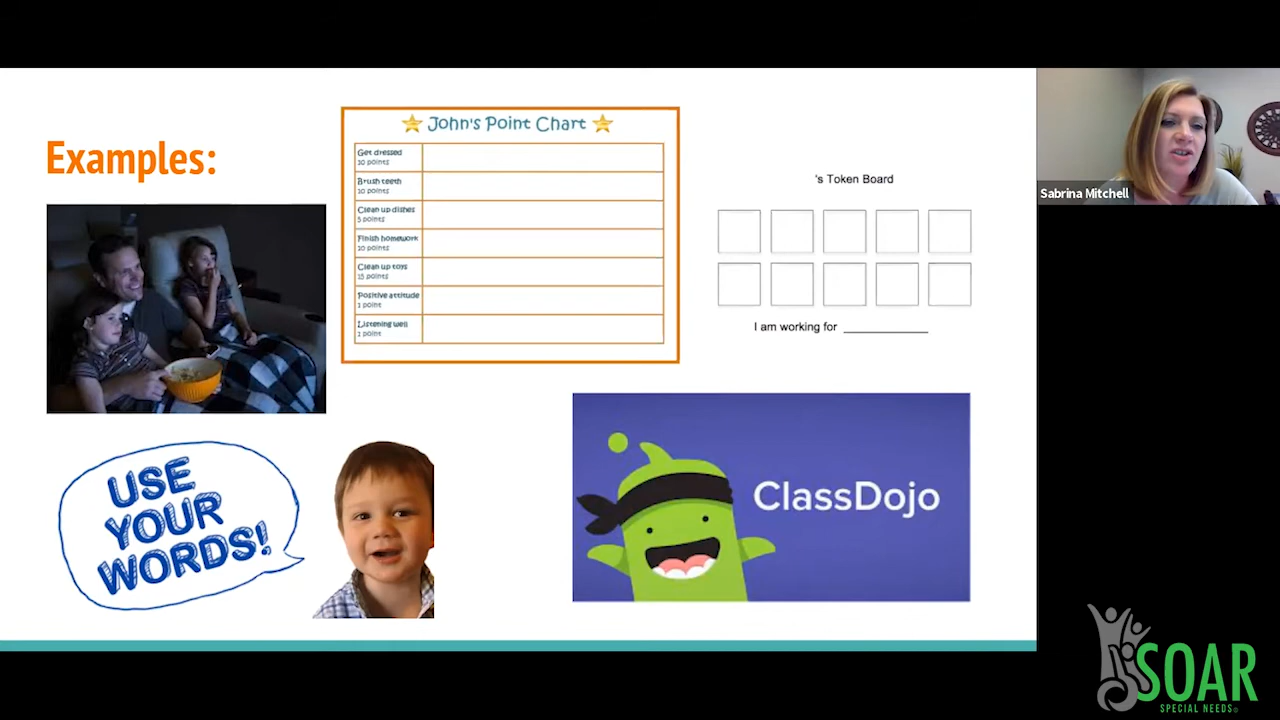 Examples:
John's Point Chart
Get dressed
10 points
Brush teeth
10 points
Clean up dishes
5 points
Finish homework
10 points
Clean up toys
15 points
Positive attitude
1 point
Listening well
1 point
's Token Board
I am working for
USE
YOUR
WORDS!
ClassDojo
Sabrina Mitchell
SOAR
SPECIAL NEEDS